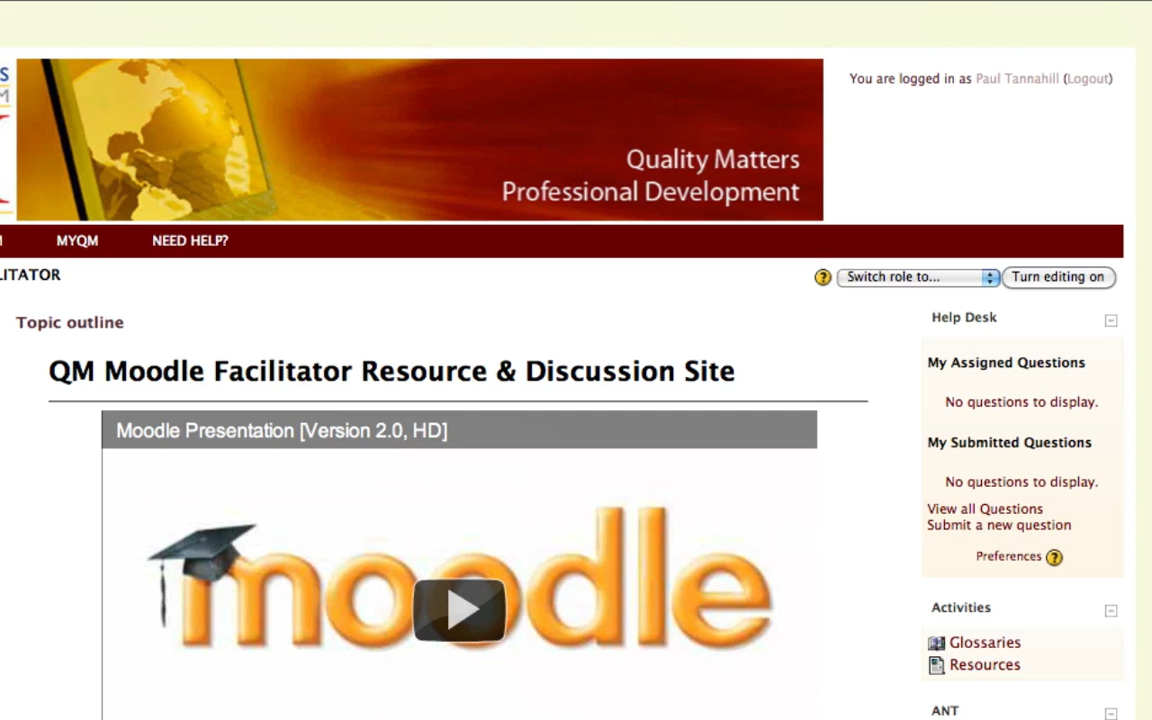 You are logged in as Paul Tannahill (Logout)
Quality Matters
Professional Development
MYQM NEED HELP?
Switch role to... Turn editing on
Topic outline
QM Moodle Facilitator Resource & Discussion Site
Moodle Presentation [Version 2.0, HD]
moodle
Help Desk
My Assigned Questions
No questions to display.
My Submitted Questions
No questions to display.
View all Questions
Submit a new question
Preferences
Activities
Glossaries
Resources
ANT